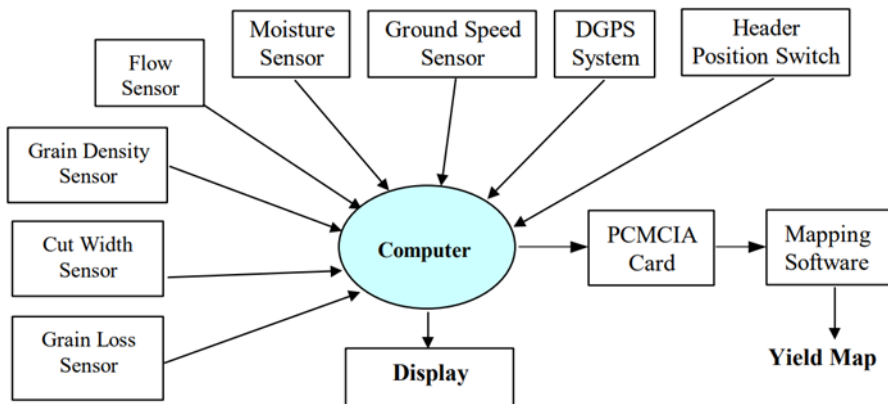 Moisture
Sensor
Ground Speed
Sensor
DGPS
System
Header
Position Switch
Flow
Sensor
Grain Density
Sensor
Cut Width
Sensor
Grain Loss
Sensor
Computer
PCMCIA
Card
Mapping
Software
Display
Yield Map